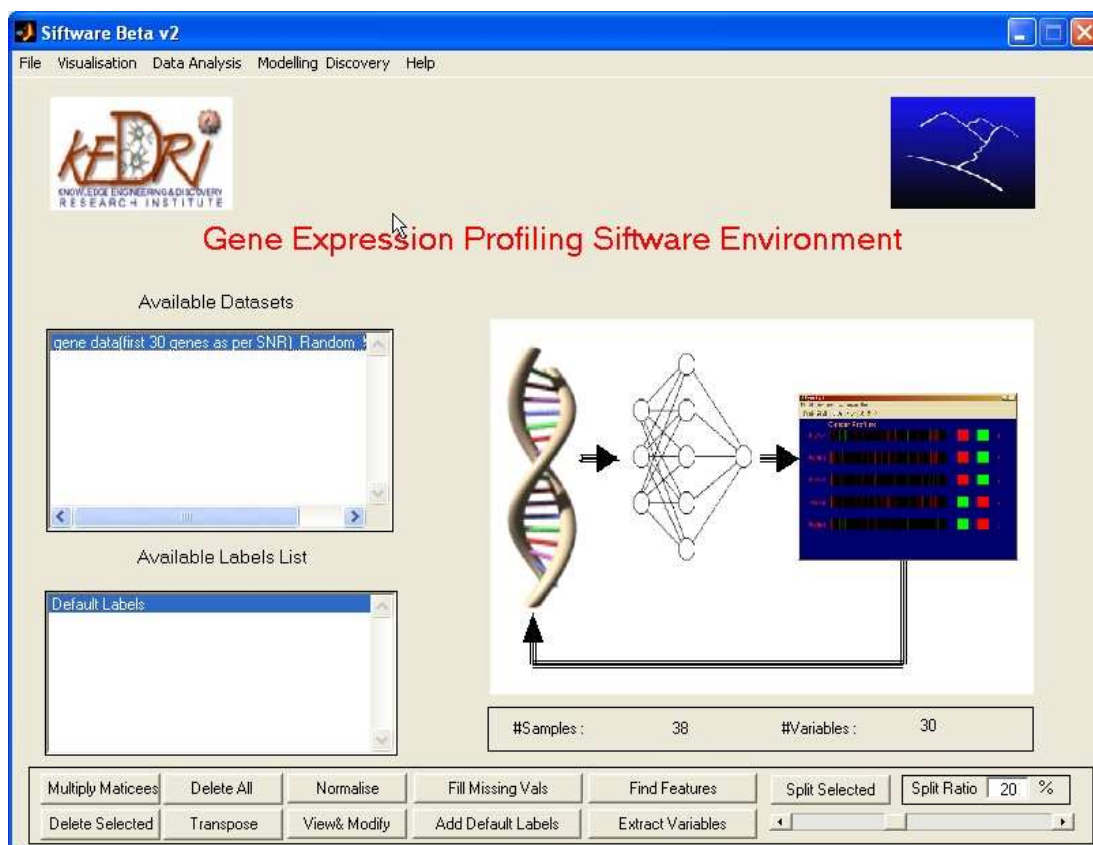 Siftware Beta v2
File Visualisation Data Analysis Modelling Discovery Help
KEDRI
KNOWLEDGE ENGINEERING & DISCOVERY
RESEARCH INSTITUTE
Gene Expression Profiling Siftware Environment
Available Datasets
gene data(first 30 genes as per SNR) Random
Available Labels List
Default Labels
Cancer Profiles
#Samples : 38 #Variables : 30
Multiply Maticees Delete All Normalise Fill Missing Vals Find Features Split Selected Split Ratio 20 %
Delete Selected Transpose View& Modify Add Default Labels Extract Variables